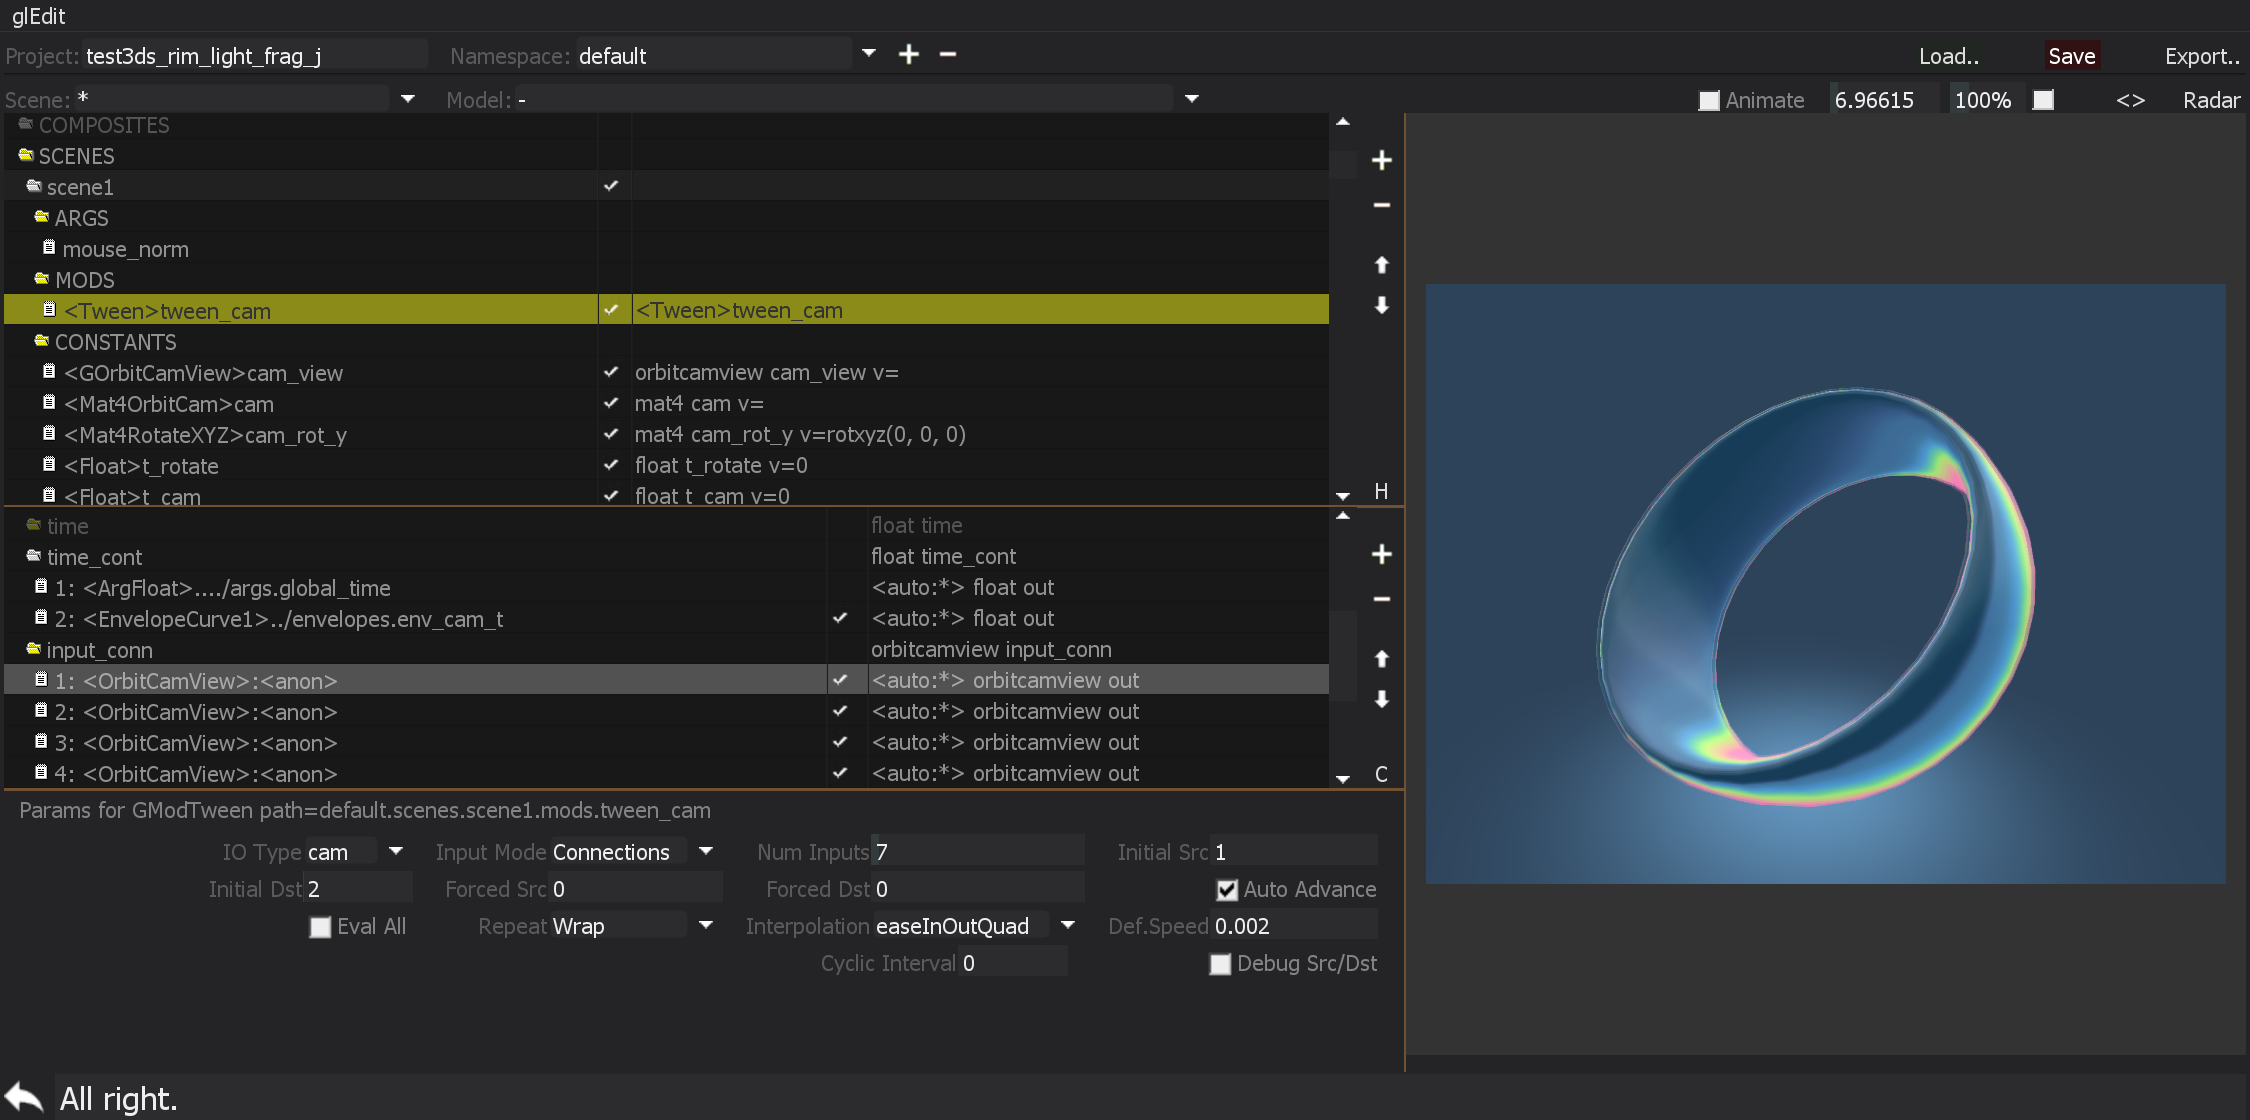 glEdit
Project: test3ds_rim_light_frag_j Namespace: default Load.. Save Export..
Scene: * Model: - Animate 6.96615 100% <> Radar
COMPOSITES
SCENES
scene1
ARGS
mouse_norm
MODS
<Tween>tween_cam <Tween>tween_cam
CONSTANTS
<GOrbitCamView>cam_view orbitcamview cam_view v=
<Mat4OrbitCam>cam mat4 cam v=
<Mat4RotateXYZ>cam_rot_y mat4 cam_rot_y v=rotxyz(0, 0, 0)
<Float>t_rotate float t_rotate v=0
<Float>t_cam float t_cam v=0
H
time float time
time_cont float time_cont
1: <ArgFloat>..../args.global_time <auto:*> float out
2: <EnvelopeCurve1>../envelopes.env_cam_t <auto:*> float out
input_conn orbitcamview input_conn
1: <OrbitCamView>:<anon> <auto:*> orbitcamview out
2: <OrbitCamView>:<anon> <auto:*> orbitcamview out
3: <OrbitCamView>:<anon> <auto:*> orbitcamview out
4: <OrbitCamView>:<anon> <auto:*> orbitcamview out
C
Params for GModTween path=default.scenes.scene1.mods.tween_cam
IO Type cam Input Mode Connections Num Inputs 7 Initial Src 1
Initial Dst 2 Forced Src 0 Forced Dst 0 Auto Advance
Eval All Repeat Wrap Interpolation easeInOutQuad Def.Speed 0.002
Cyclic Interval 0 Debug Src/Dst
All right.